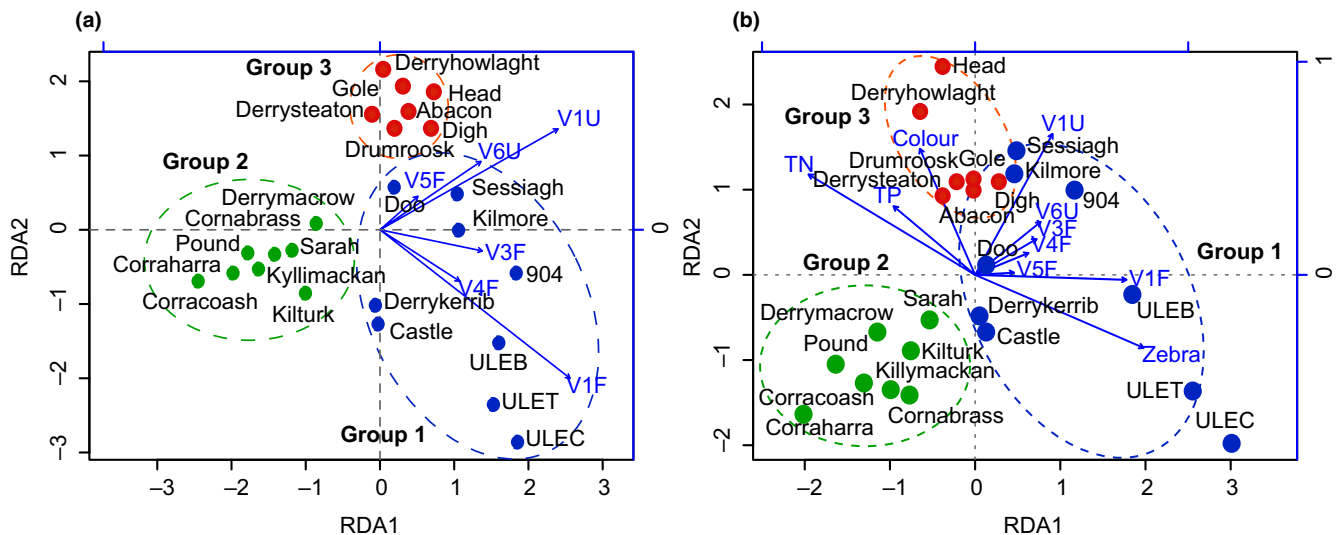 (a)
Group 3
Derryhowlaght
Gole
Head
Derrysteaton
Abacon
Digh
Drumroosk
V1U
V6U
V5F
Group 2
Derrymacrow
Cornabrass
Doo
Sessiagh
Kilmore
Pound
Sarah
Corraharra
Kyllimackan
V3F
904
V4F
Corracoash
Kilturk
Derrykerrib
Castle
ULEB
V1F
ULET
Group 1
ULEC
2
1
0
–1
–2
–3
RDA2
0
–3
–2
–1
0
1
2
3
RDA1
(b)
Head
Derryhowlaght
Group 3
Colour
V1U
Sessiagh
TN
Drumroosk
Gole
Kilmore
Derrysteaton
904
TP
Digh
Abacon
V6U
V3F
Doo
V4F
Group 1
Group 2
V5F
V1F
Sarah
Derrykerrib
ULEB
Derrymacrow
Castle
Pound
Kilturk
Zebra
Killymackan
Corracoash
ULET
Cornabrass
Corraharra
ULEC
2
1
0
–1
–2
RDA2
1
0
–2
–1
0
1
2
3
RDA1